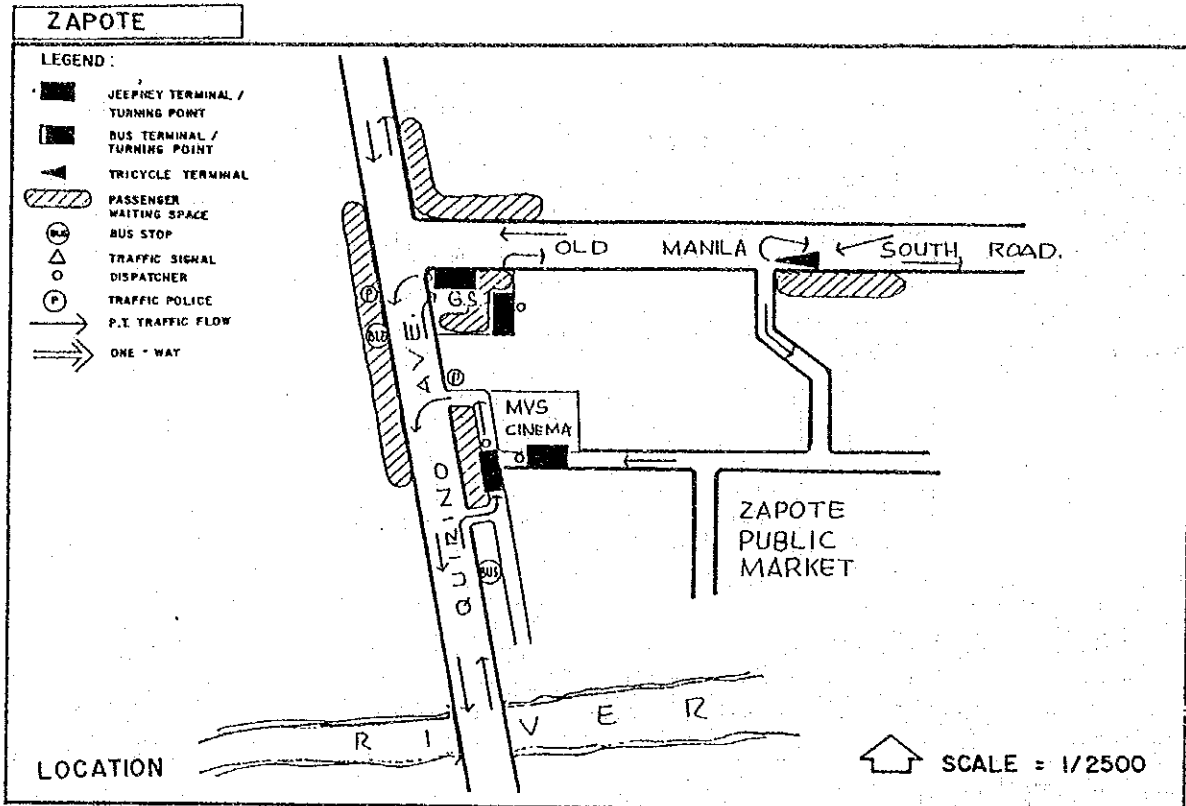 ZAPOTE
LEGEND :
JEEPNEY TERMINAL /
TURNING POINT
BUS TERMINAL /
TURNING POINT
TRICYCLE TERMINAL
PASSENGER
WAITING SPACE
BUS
BUS STOP
TRAFFIC SIGNAL
DISPATCHER
P
TRAFFIC POLICE
P.T. TRAFFIC FLOW
ONE - WAY
OLD MANILA SOUTH ROAD.
G.S.
P
QUIRINO AVE.
P
MVS
CINEMA
ZAPOTE
PUBLIC
MARKET
BUS
RIVER
LOCATION
SCALE = 1/2500